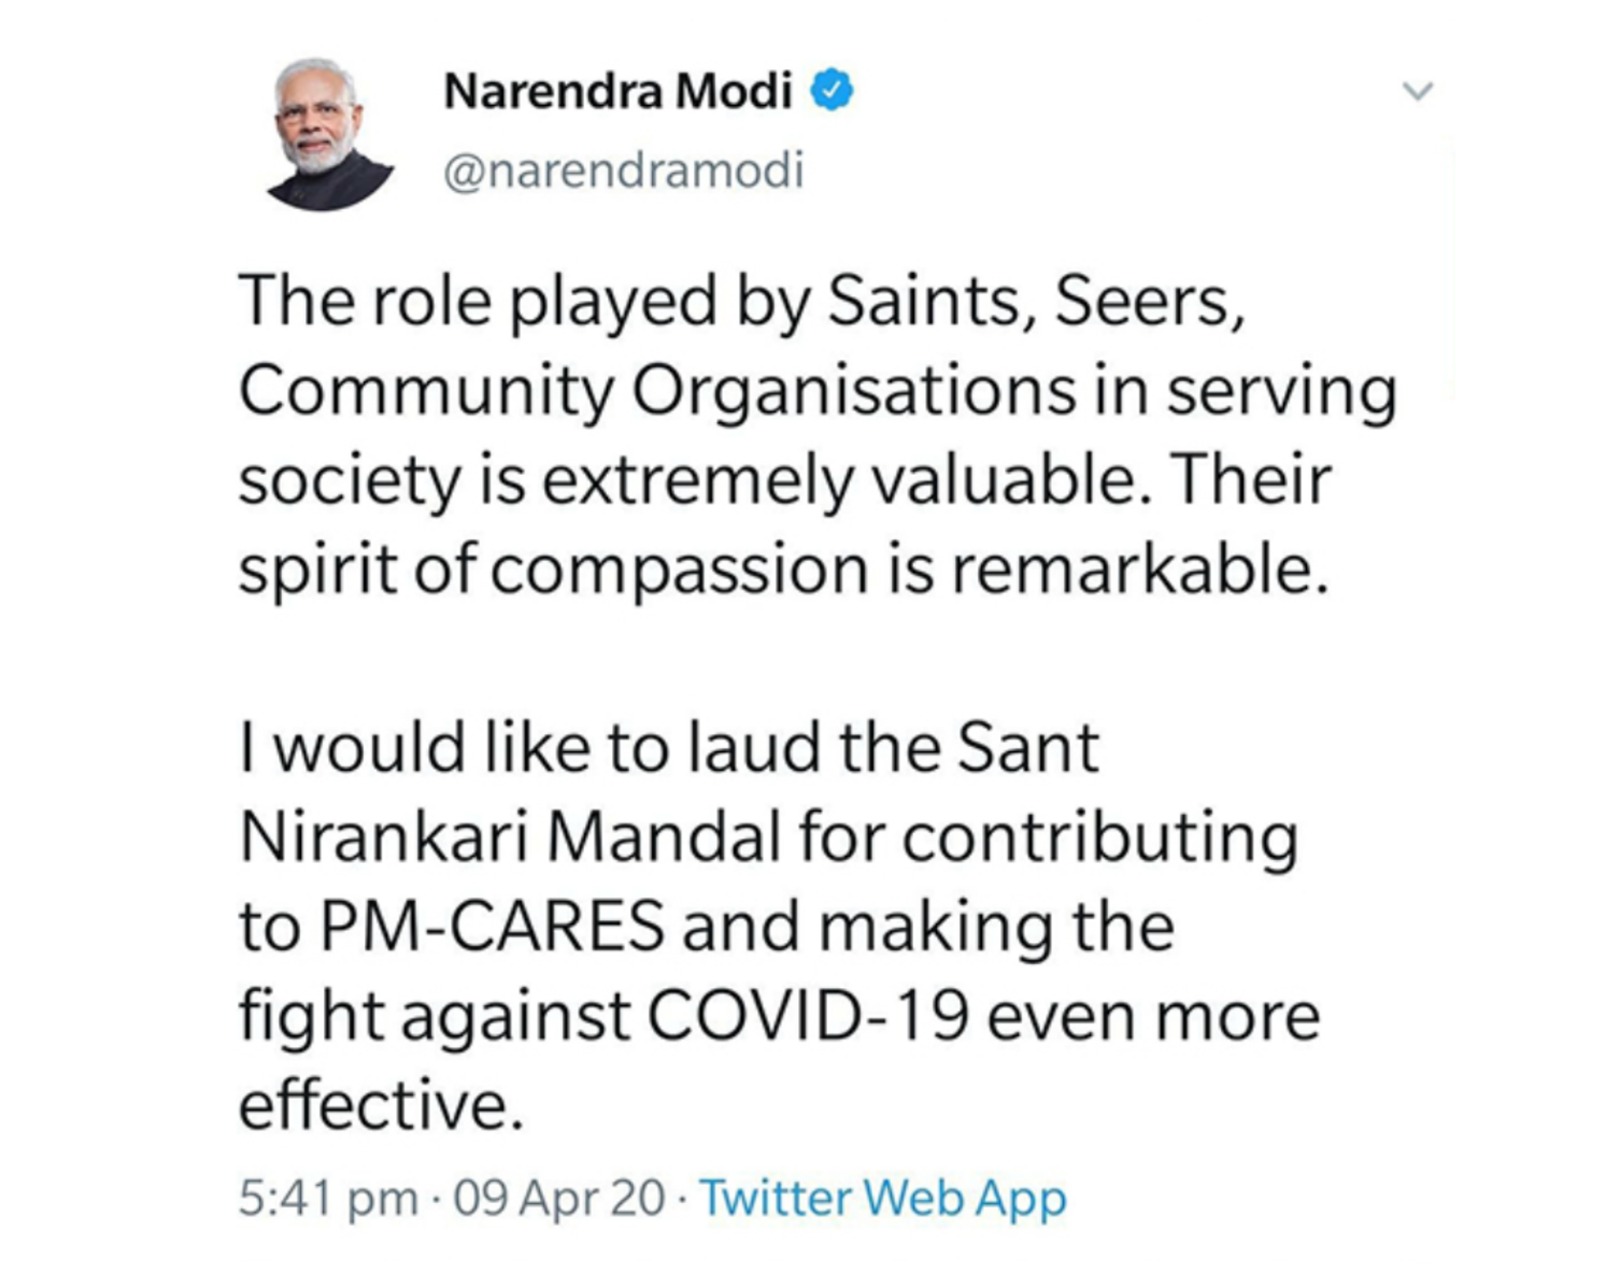 Narendra Modi
@narendramodi
The role played by Saints, Seers,
Community Organisations in serving
society is extremely valuable. Their
spirit of compassion is remarkable.
I would like to laud the Sant
Nirankari Mandal for contributing
to PM-CARES and making the
fight against COVID-19 even more
effective.
5:41 pm · 09 Apr 20 · Twitter Web App